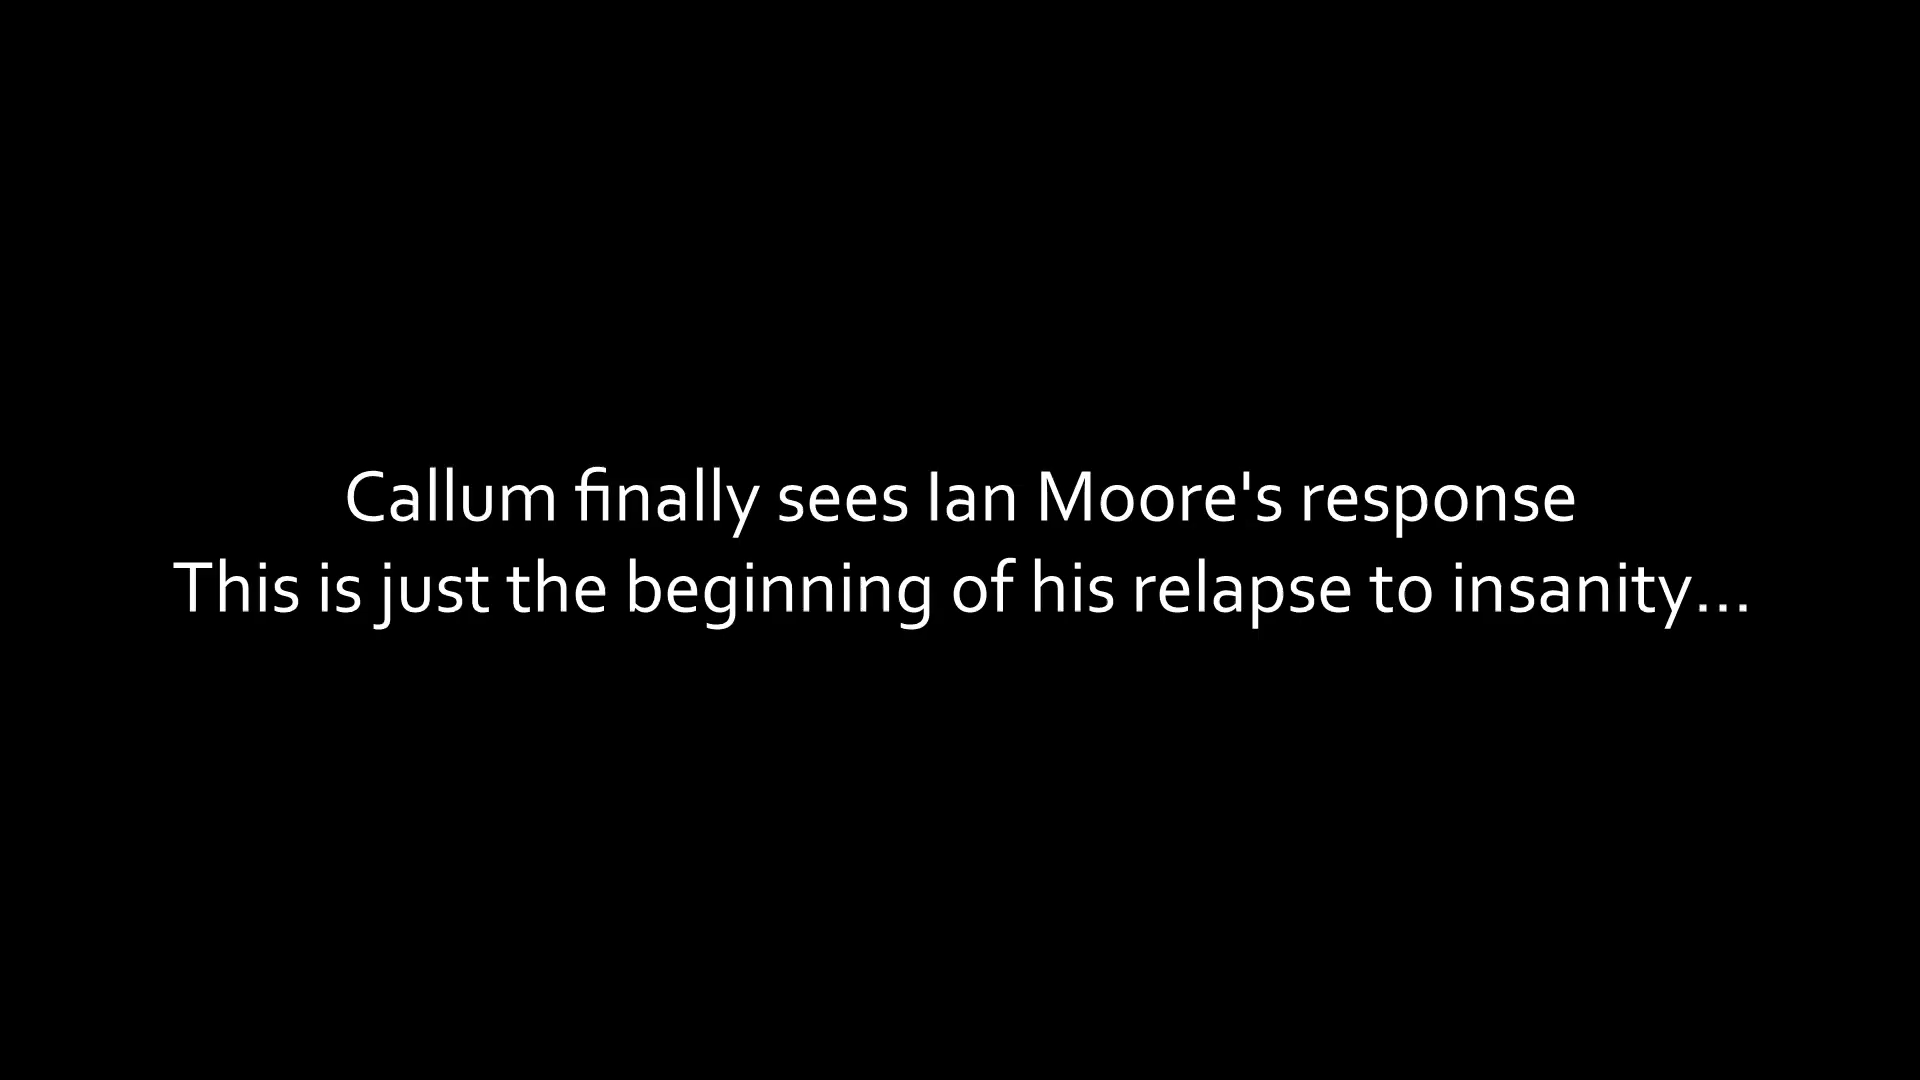 Callum finally sees Ian Moore's response
This is just the beginning of his relapse to insanity...